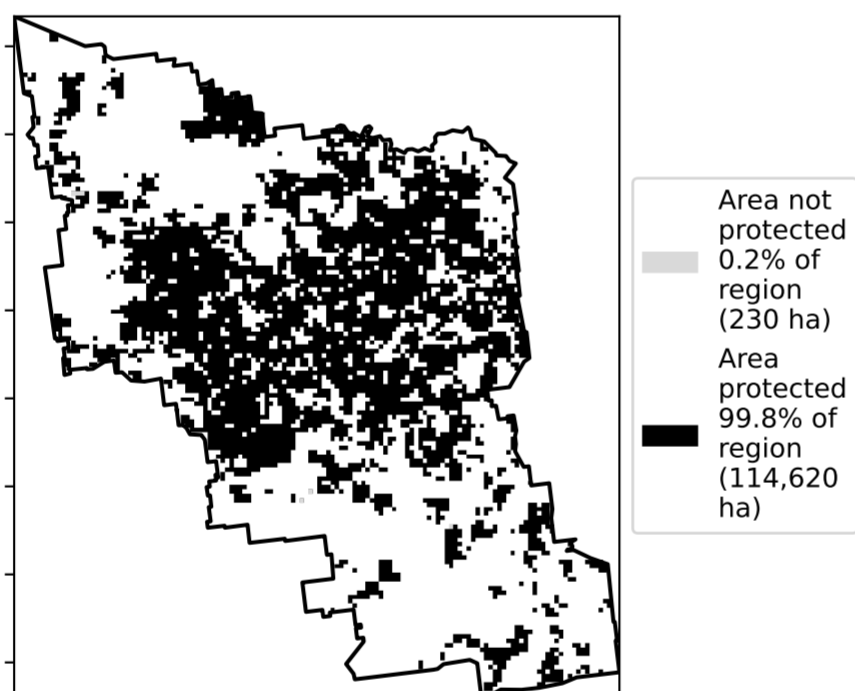 Area not
protected
0.2% of
region
(230 ha)
Area
protected
99.8% of
region
(114,620
ha)